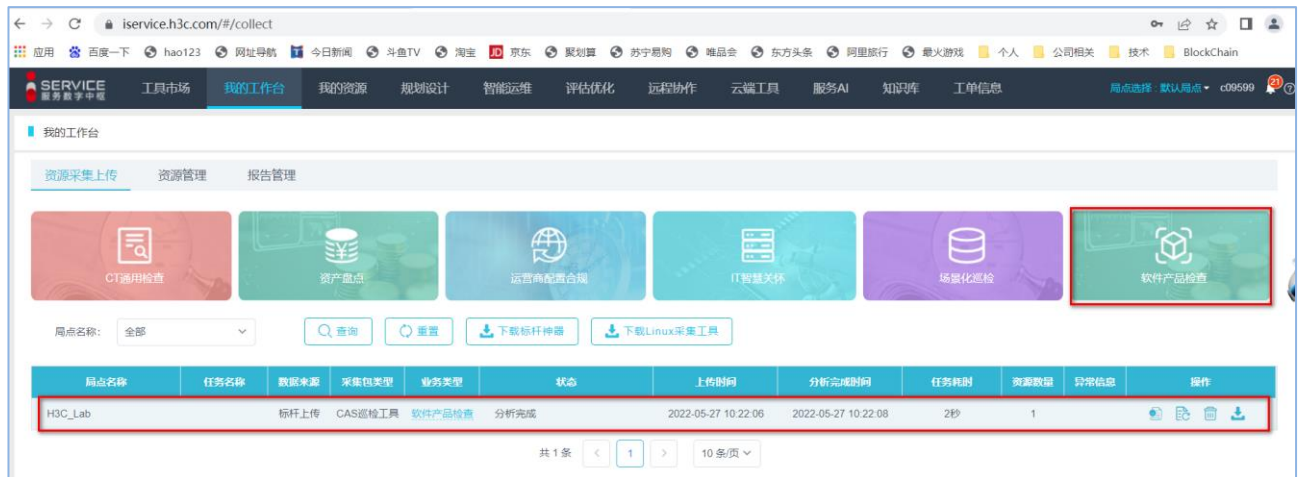 iservice.h3c.com/#/collect
应用 百度一下 hao123 网址导航 今日新闻 斗鱼TV 淘宝 JD 京东 聚划算 苏宁易购 唯品会 东方头条 阿里旅行 最火游戏 个人 公司相关 技术 BlockChain
SERVICE 工具市场 我的工作台 我的资源 规划设计 智能运维 评估优化 远程协作 云端工具 服务AI 知识库 工单信息 局点选择：默认局点 c09599 21
服务数字中枢
我的工作台
资源采集上传 资源管理 报告管理
CT通用检查 资产盘点 运营商配置合规 IT智慧关怀 场景化巡检 软件产品检查
局点名称： 全部 查询 重置 下载标杆神器 下载Linux采集工具
局点名称 任务名称 数据来源 采集包类型 业务类型 状态 上传时间 分析完成时间 任务耗时 资源数量 异常信息 操作
H3C_Lab 标杆上传 CAS巡检工具 软件产品检查 分析完成 2022-05-27 10:22:06 2022-05-27 10:22:08 2秒 1
共 1 条 < 1 > 10 条/页